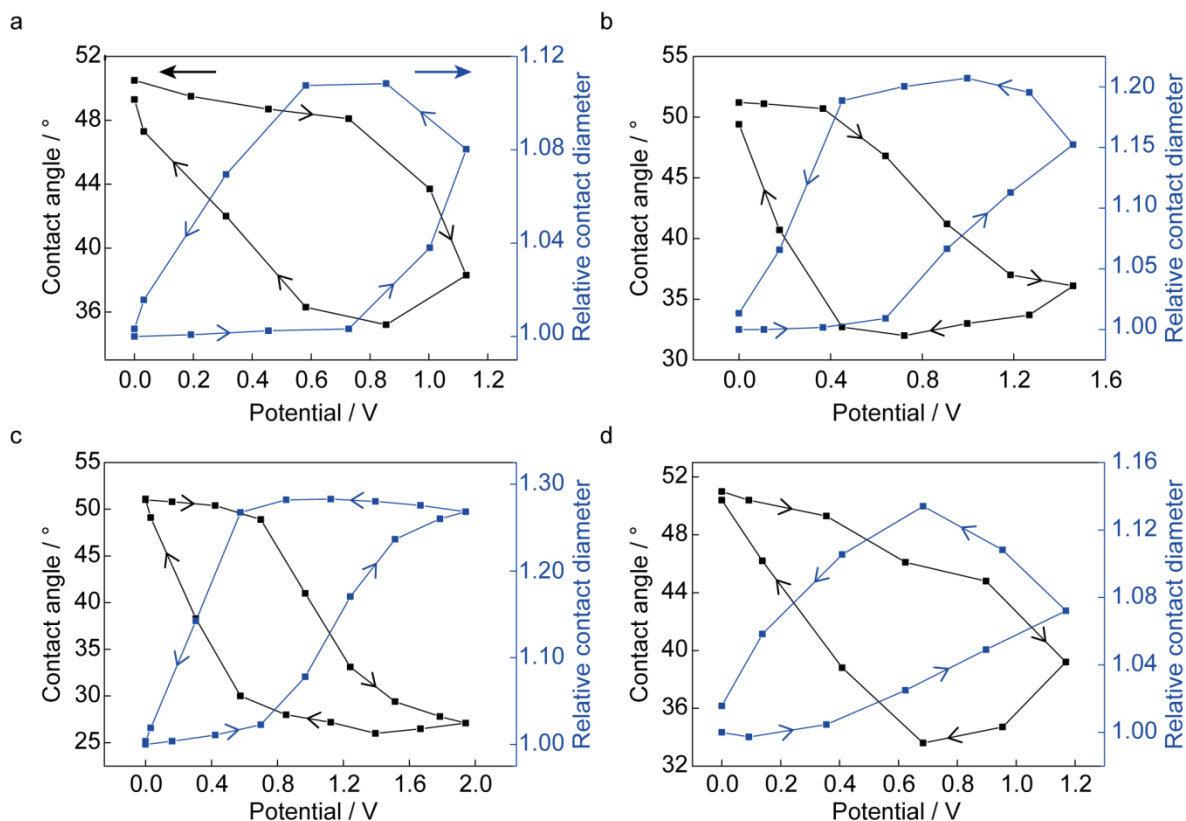 a
52
48
44
40
36
Contact angle / °
1.12
1.08
1.04
1.00
Relative contact diameter
0.0 0.2 0.4 0.6 0.8 1.0 1.2
Potential / V
b
55
50
45
40
35
30
Contact angle / °
1.20
1.15
1.10
1.05
1.00
Relative contact diameter
0.0 0.4 0.8 1.2 1.6
Potential / V
c
55
50
45
40
35
30
25
Contact angle / °
1.30
1.20
1.10
1.00
Relative contact diameter
0.0 0.4 0.8 1.2 1.6 2.0
Potential / V
d
52
48
44
40
36
32
Contact angle / °
1.16
1.12
1.08
1.04
1.00
Relative contact diameter
0.0 0.2 0.4 0.6 0.8 1.0 1.2
Potential / V